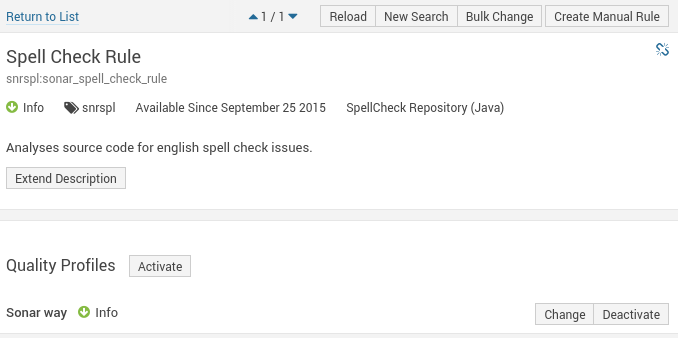 Return to List 1 / 1 Reload New Search Bulk Change Create Manual Rule
Spell Check Rule
snrspl:sonar_spell_check_rule
Info snrspl Available Since September 25 2015 SpellCheck Repository (Java)
Analyses source code for english spell check issues.
Extend Description
Quality Profiles Activate
Sonar way Info Change Deactivate